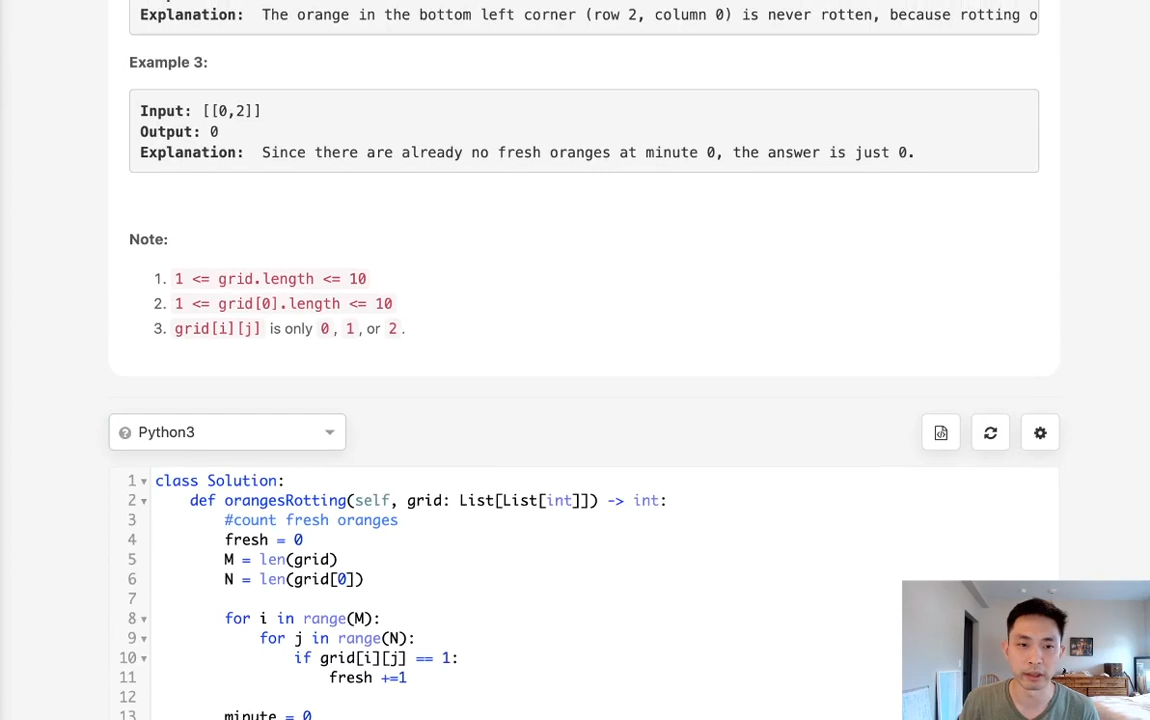 Explanation: The orange in the bottom left corner (row 2, column 0) is never rotten, because rotting o
Example 3:
Input: [[0,2]]
Output: 0
Explanation: Since there are already no fresh oranges at minute 0, the answer is just 0.
Note:
1. 1 <= grid.length <= 10
2. 1 <= grid[0].length <= 10
3. grid[i][j] is only 0, 1, or 2.
Python3
1 class Solution:
2 def orangesRotting(self, grid: List[List[int]]) -> int:
3 #count fresh oranges
4 fresh = 0
5 M = len(grid)
6 N = len(grid[0])
7
8 for i in range(M):
9 for j in range(N):
10 if grid[i][j] == 1:
11 fresh +=1
12
13 minute = 0